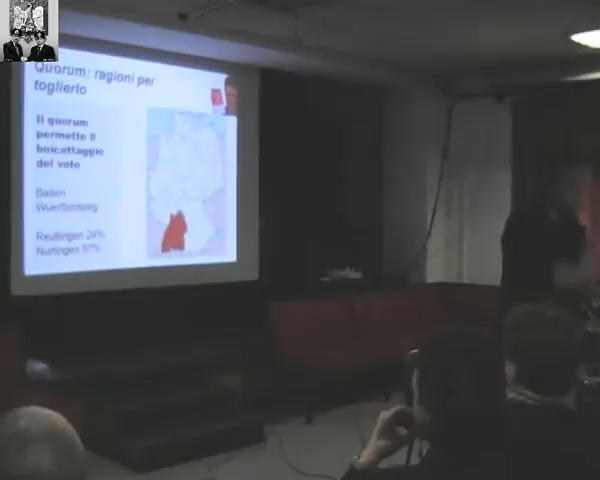 Quorum: ragioni per
toglierlo
Il quorum
permette il
boicottaggio
del voto
Baden
Wuerttemberg
Reutlingen 24%
Nurtingen 57%